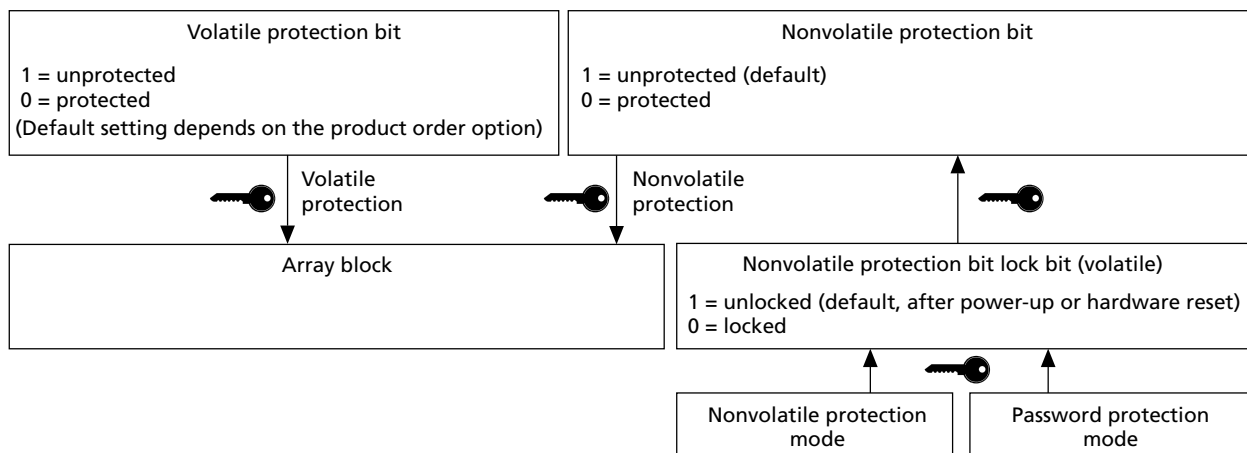 Volatile protection bit
1 = unprotected
0 = protected
(Default setting depends on the product order option)
Nonvolatile protection bit
1 = unprotected (default)
0 = protected
Volatile
protection
Nonvolatile
protection
Array block
Nonvolatile protection bit lock bit (volatile)
1 = unlocked (default, after power-up or hardware reset)
0 = locked
Nonvolatile protection
mode
Password protection
mode